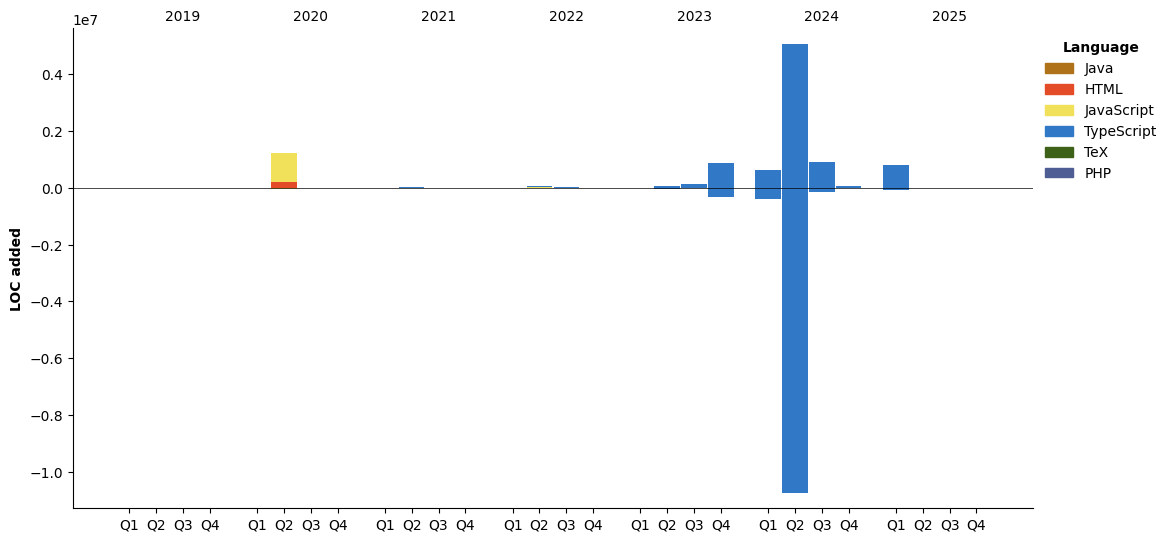 1e7
2019 2020 2021 2022 2023 2024 2025
Language
Java
HTML
JavaScript
TypeScript
TeX
PHP
LOC added
0.4
0.2
0.0
−0.2
−0.4
−0.6
−0.8
−1.0
Q1 Q2 Q3 Q4 Q1 Q2 Q3 Q4 Q1 Q2 Q3 Q4 Q1 Q2 Q3 Q4 Q1 Q2 Q3 Q4 Q1 Q2 Q3 Q4 Q1 Q2 Q3 Q4